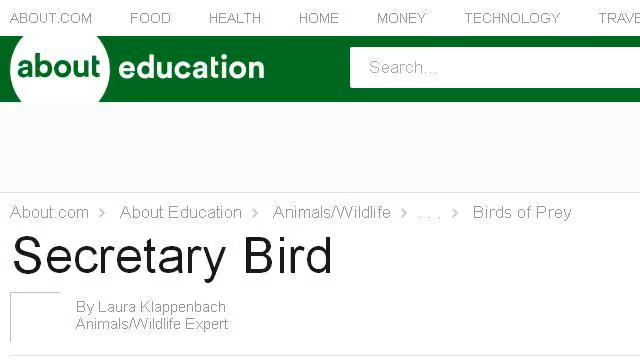 ABOUT.COM FOOD HEALTH HOME MONEY TECHNOLOGY TRAVE
about education
Search...
About.com > About Education > Animals/Wildlife > . . . > Birds of Prey
Secretary Bird
By Laura Klappenbach
Animals/Wildlife Expert